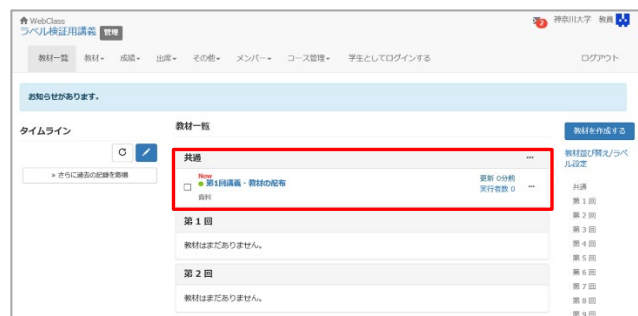 WebClass
ラベル検証用講義 管理
2
神奈川大学 教員
教材一覧 教材 成績 出席 その他 メンバー コース管理 学生としてログインする ログアウト
お知らせがあります。
タイムライン
» さらに過去の記録を取得
教材一覧
共通
New
第1回講義・教材の配布
資料
更新 0分前
実行者数 0
第 1 回
教材はまだありません。
第 2 回
教材はまだありません。
教材を作成する
教材並び替え/ラベ
ル設定
共通
第 1 回
第 2 回
第 3 回
第 4 回
第 5 回
第 6 回
第 7 回
第 8 回
第 9 回